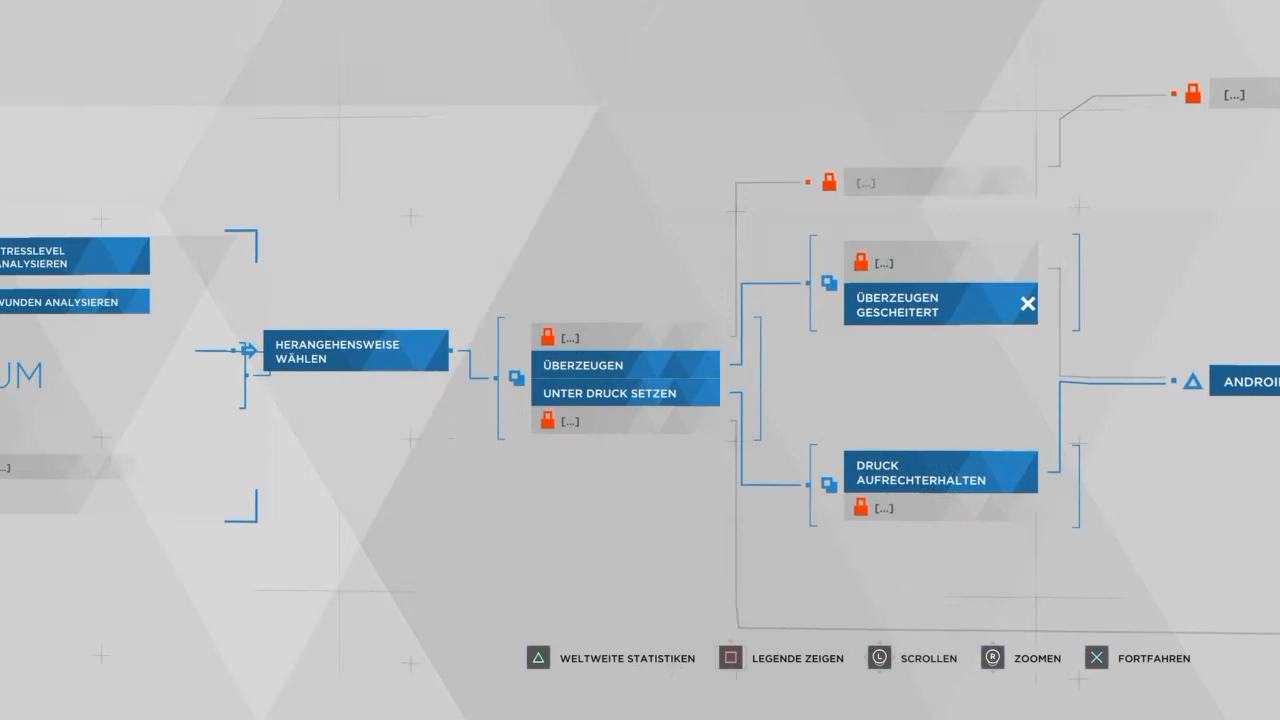 [...]
[...]
TRESSLEVEL
NALYSIEREN
[...]
WUNDEN ANALYSIEREN
ÜBERZEUGEN
GESCHEITERT
HERANGEHENSWEISE
WÄHLEN
[...]
ÜBERZEUGEN
UNTER DRUCK SETZEN
[...]
UM
ANDROI
DRUCK
AUFRECHTERHALTEN
[...]
...]
WELTWEITE STATISTIKEN
LEGENDE ZEIGEN
L
SCROLLEN
R
ZOOMEN
FORTFAHREN